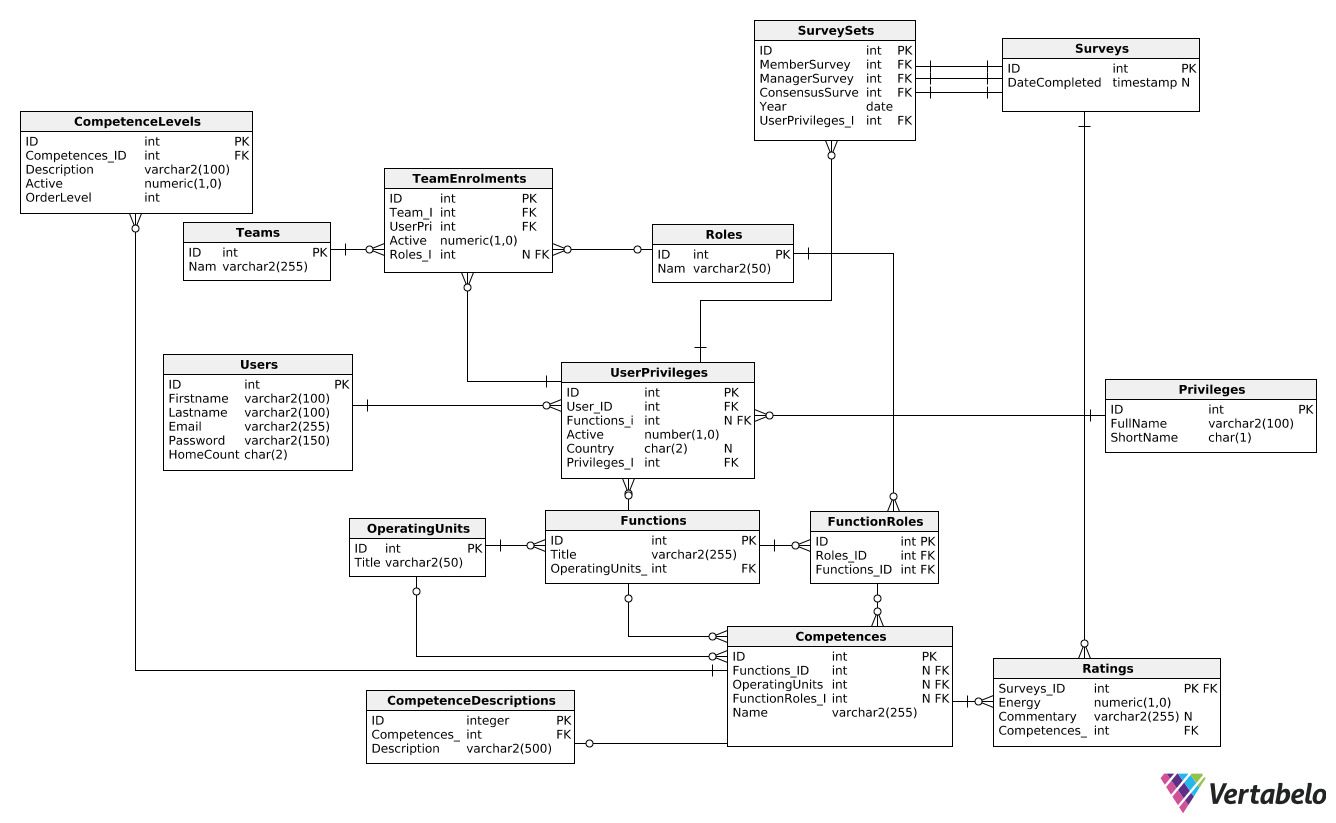 SurveySets
ID int PK
MemberSurvey int FK
ManagerSurvey int FK
ConsensusSurve int FK
Year date
UserPrivileges_I int FK
Surveys
ID int PK
DateCompleted timestamp N
CompetenceLevels
ID int PK
Competences_ID int FK
Description varchar2(100)
Active numeric(1,0)
OrderLevel int
TeamEnrolments
ID int PK
Team_I int FK
UserPri int FK
Active numeric(1,0)
Roles_I int N FK
Teams
ID int PK
Nam varchar2(255)
Roles
ID int PK
Nam varchar2(50)
Users
ID int PK
Firstname varchar2(100)
Lastname varchar2(100)
Email varchar2(255)
Password varchar2(150)
HomeCount char(2)
UserPrivileges
ID int PK
User_ID int FK
Functions_i int N FK
Active number(1,0)
Country char(2) N
Privileges_I int FK
Privileges
ID int PK
FullName varchar2(100)
ShortName char(1)
OperatingUnits
ID int PK
Title varchar2(50)
Functions
ID int PK
Title varchar2(255)
OperatingUnits_ int FK
FunctionRoles
ID int PK
Roles_ID int FK
Functions_ID int FK
Competences
ID int PK
Functions_ID int N FK
OperatingUnits int N FK
FunctionRoles_I int N FK
Name varchar2(255)
Ratings
Surveys_ID int PK FK
Energy numeric(1,0)
Commentary varchar2(255) N
Competences_ int FK
CompetenceDescriptions
ID integer PK
Competences_ int FK
Description varchar2(500)
Vertabelo